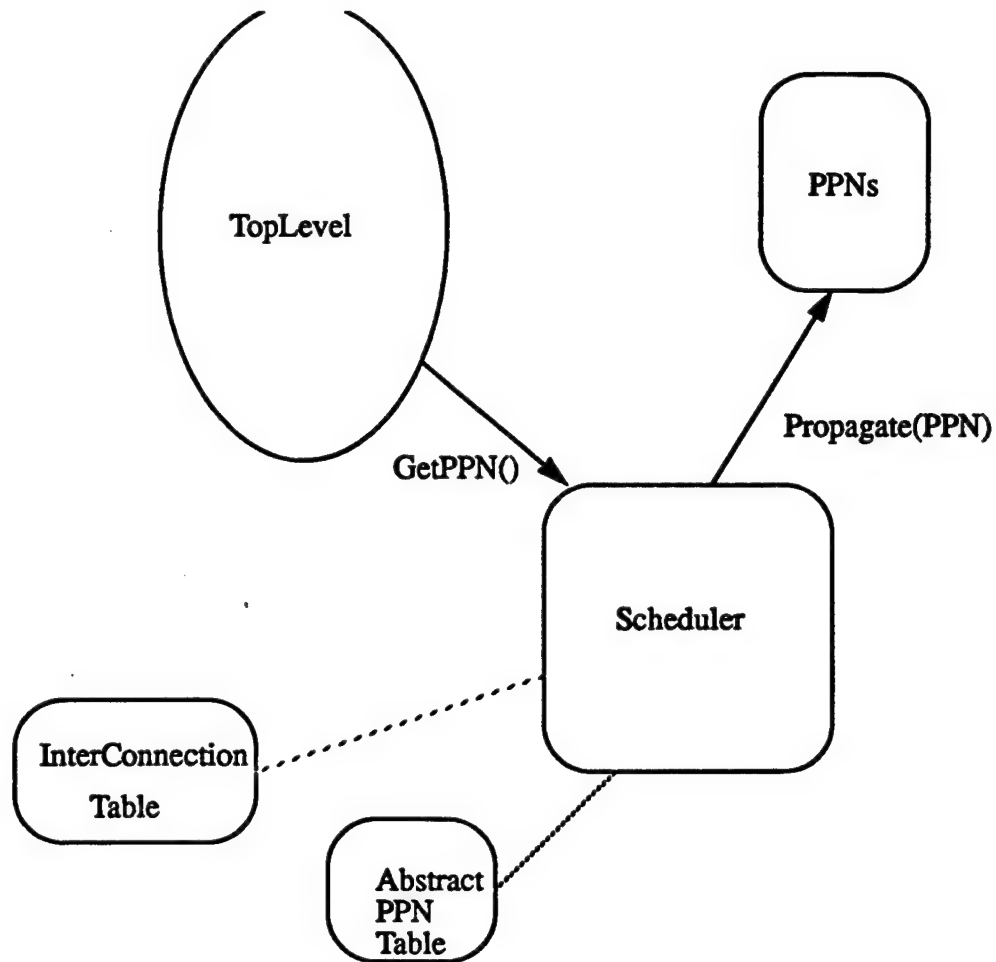 PPNs
TopLevel
Propagate(PPN)
GetPPN()
Scheduler
InterConnection
Table
Abstract
PPN
Table